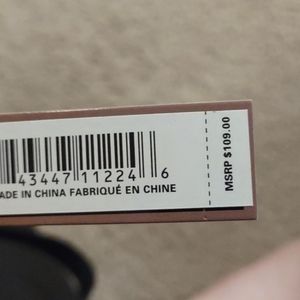 43447 11224 6
ADE IN CHINA FABRIQUÉ EN CHINE
MSRP $109.00